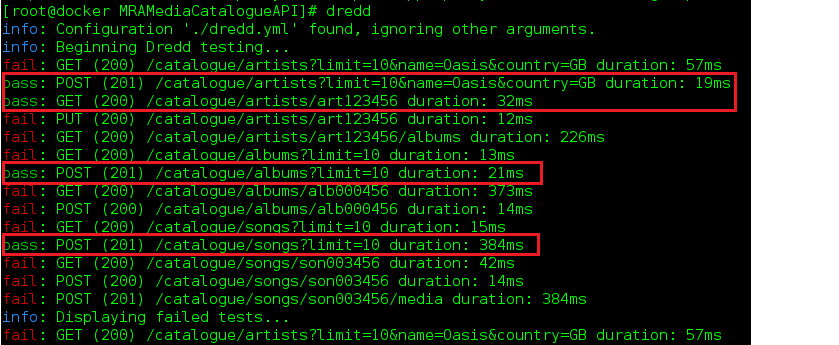 [root@docker MRAMediaCatalogueAPI]# dredd
info: Configuration './dredd.yml' found, ignoring other arguments.
info: Beginning Dredd testing...
fail: GET (200) /catalogue/artists?limit=10&name=Oasis&country=GB duration: 57ms
pass: POST (201) /catalogue/artists?limit=10&name=Oasis&country=GB duration: 19ms
pass: GET (200) /catalogue/artists/art123456 duration: 32ms
fail: PUT (200) /catalogue/artists/art123456 duration: 12ms
fail: GET (200) /catalogue/artists/art123456/albums duration: 226ms
fail: GET (200) /catalogue/albums?limit=10 duration: 13ms
pass: POST (201) /catalogue/albums?limit=10 duration: 21ms
fail: GET (200) /catalogue/albums/alb000456 duration: 373ms
fail: POST (200) /catalogue/albums/alb000456 duration: 14ms
fail: GET (200) /catalogue/songs?limit=10 duration: 15ms
pass: POST (201) /catalogue/songs?limit=10 duration: 384ms
fail: GET (200) /catalogue/songs/son003456 duration: 42ms
fail: POST (200) /catalogue/songs/son003456 duration: 14ms
fail: POST (201) /catalogue/songs/son003456/media duration: 384ms
info: Displaying failed tests...
fail: GET (200) /catalogue/artists?limit=10&name=Oasis&country=GB duration: 57ms